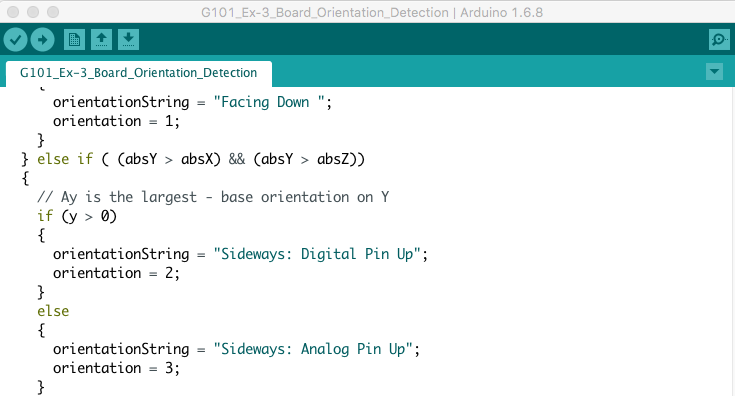 G101_Ex-3_Board_Orientation_Detection | Arduino 1.6.8
G101_Ex-3_Board_Orientation_Detection
{
orientationString = "Facing Down ";
orientation = 1;
}
} else if ( (absY > absX) && (absY > absZ))
{
// Ay is the largest - base orientation on Y
if (y > 0)
{
orientationString = "Sideways: Digital Pin Up";
orientation = 2;
}
else
{
orientationString = "Sideways: Analog Pin Up";
orientation = 3;
}